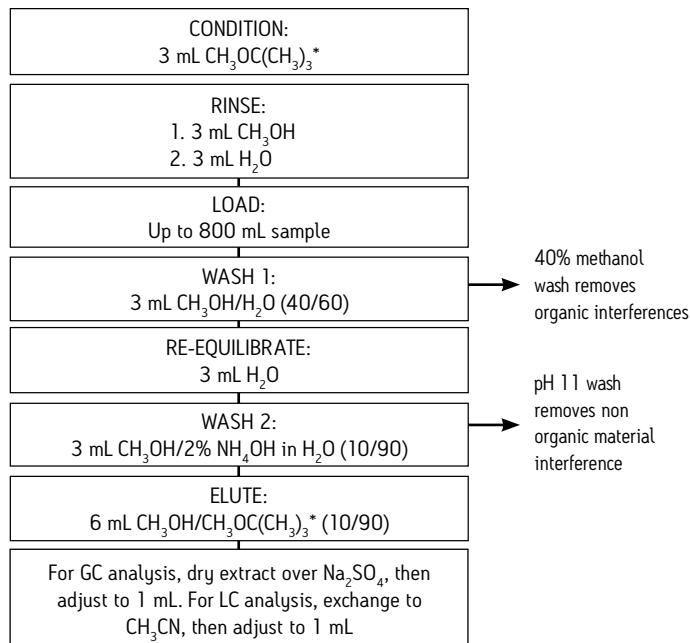 CONDITION:
3 mL CH₃OC(CH₃)₃*
RINSE:
1. 3 mL CH₃OH
2. 3 mL H₂O
LOAD:
Up to 800 mL sample
WASH 1:
3 mL CH₃OH/H₂O (40/60)
40% methanol
wash removes
organic interferences
RE-EQUILIBRATE:
3 mL H₂O
WASH 2:
3 mL CH₃OH/2% NH₄OH in H₂O (10/90)
pH 11 wash
removes non
organic material
interference
ELUTE:
6 mL CH₃OH/CH₃OC(CH₃)₃* (10/90)
For GC analysis, dry extract over Na₂SO₄, then
adjust to 1 mL. For LC analysis, exchange to
CH₃CN, then adjust to 1 mL